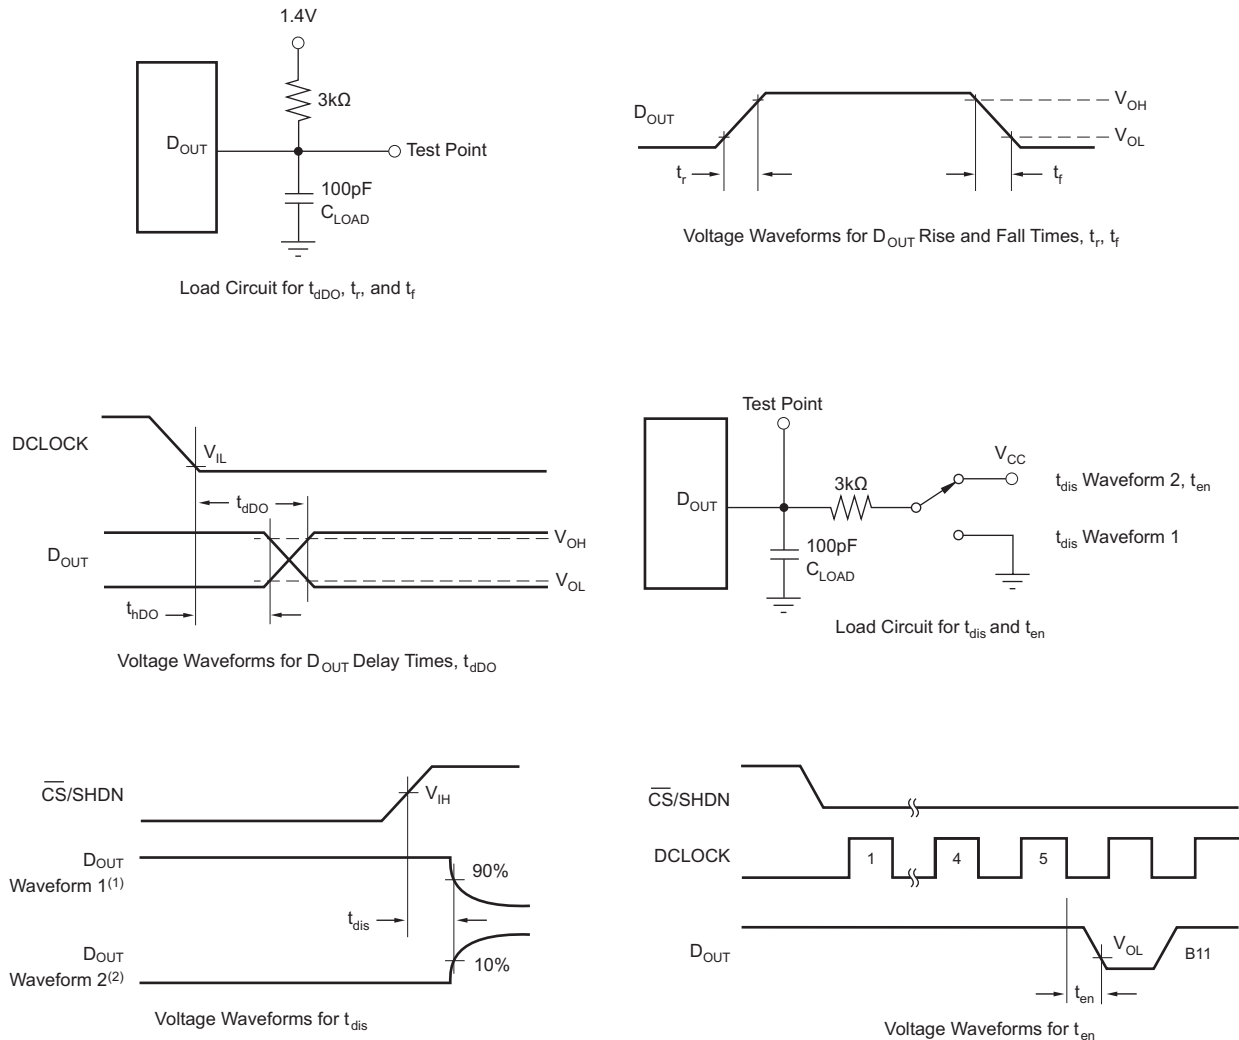 1.4V
3kΩ
DOUT
Test Point
100pF
CLOAD
Load Circuit for tdDO, tr, and tf
DOUT
VOH
VOL
tr
tf
Voltage Waveforms for DOUT Rise and Fall Times, tr, tf
DCLOCK
VIL
tdDO
DOUT
VOH
VOL
thDO
Voltage Waveforms for DOUT Delay Times, tdDO
Test Point
DOUT
3kΩ
VCC
tdis Waveform 2, ten
tdis Waveform 1
100pF
CLOAD
Load Circuit for tdis and ten
CS/SHDN
VIH
DOUT
Waveform 1(1)
90%
tdis
DOUT
Waveform 2(2)
10%
Voltage Waveforms for tdis
CS/SHDN
DCLOCK
1
4
5
DOUT
VOL
B11
ten
Voltage Waveforms for ten